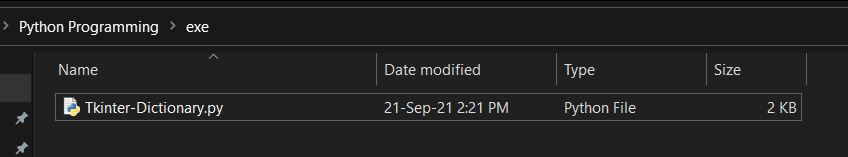 Python Programming > exe
Name Date modified Type Size
Tkinter-Dictionary.py 21-Sep-21 2:21 PM Python File 2 KB